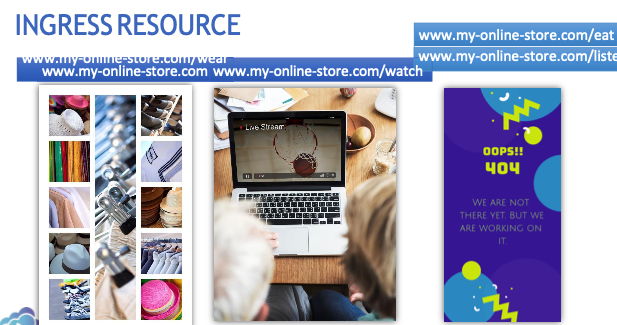 INGRESS RESOURCE
www.my-online-store.com/eat
www.my-online-store.com/liste
www.my-online-store.com/wear
www.my-online-store.com www.my-online-store.com/watch
Live Stream
OOPS!!
404
WE ARE NOT
THERE YET. BUT WE
ARE WORKING ON
IT.